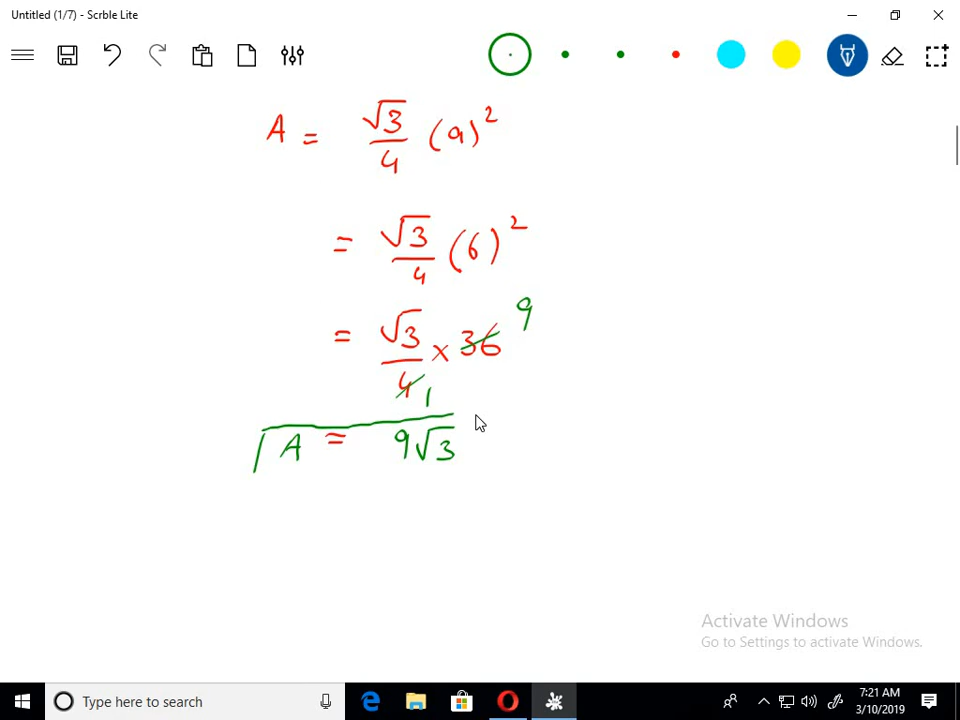 Untitled (1/7) - Scrble Lite
A = √3/4 (a)²
= √3/4 (6)²
= √3/4 × 36 9
1
A = 9√3
Activate Windows
Go to Settings to activate Windows.
Type here to search
7:21 AM
3/10/2019